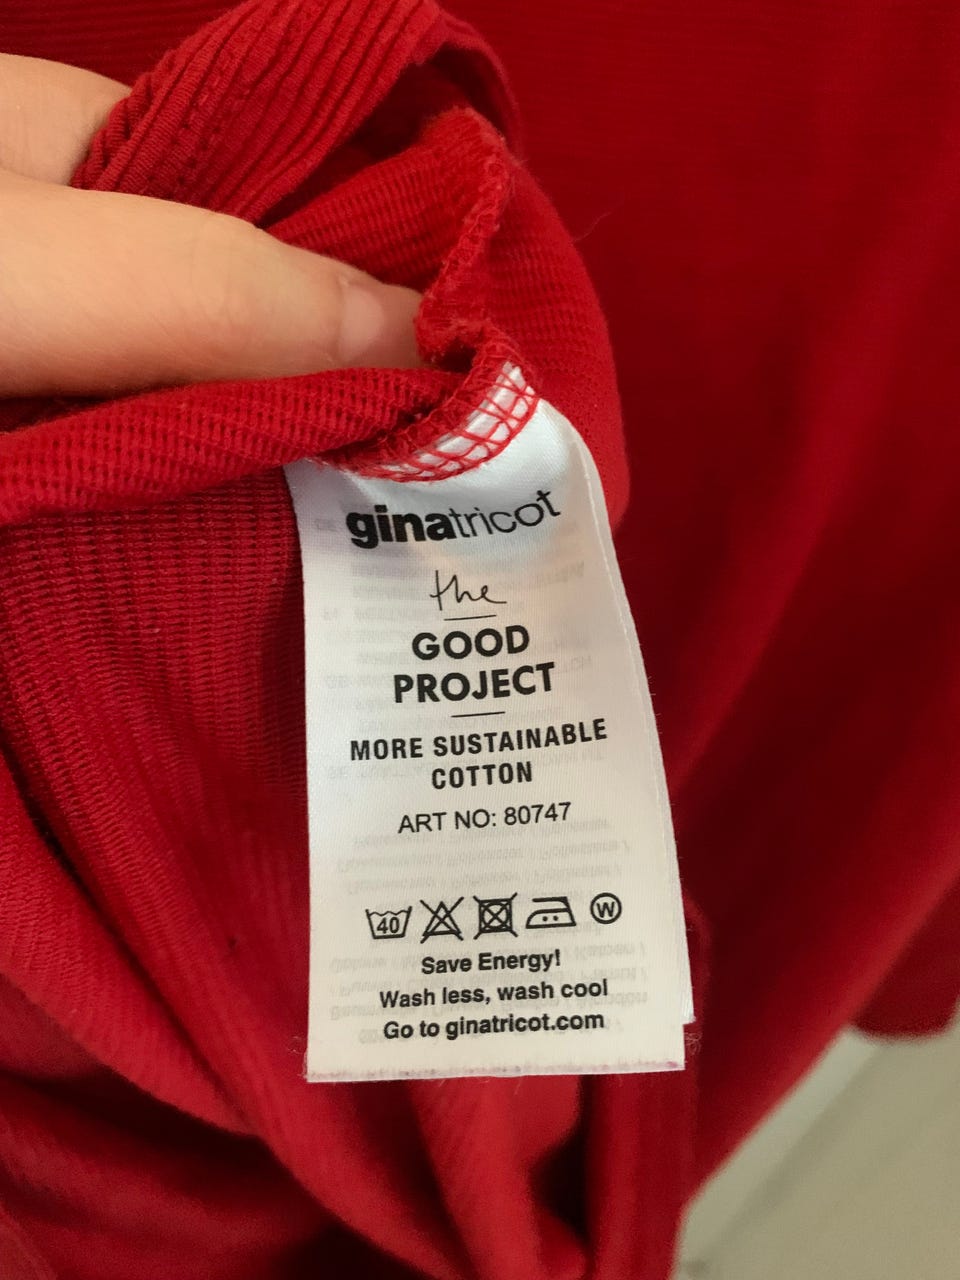 ginatricot
the
GOOD
PROJECT
MORE SUSTAINABLE
COTTON
ART NO: 80747
40 W
Save Energy!
Wash less, wash cool
Go to ginatricot.com